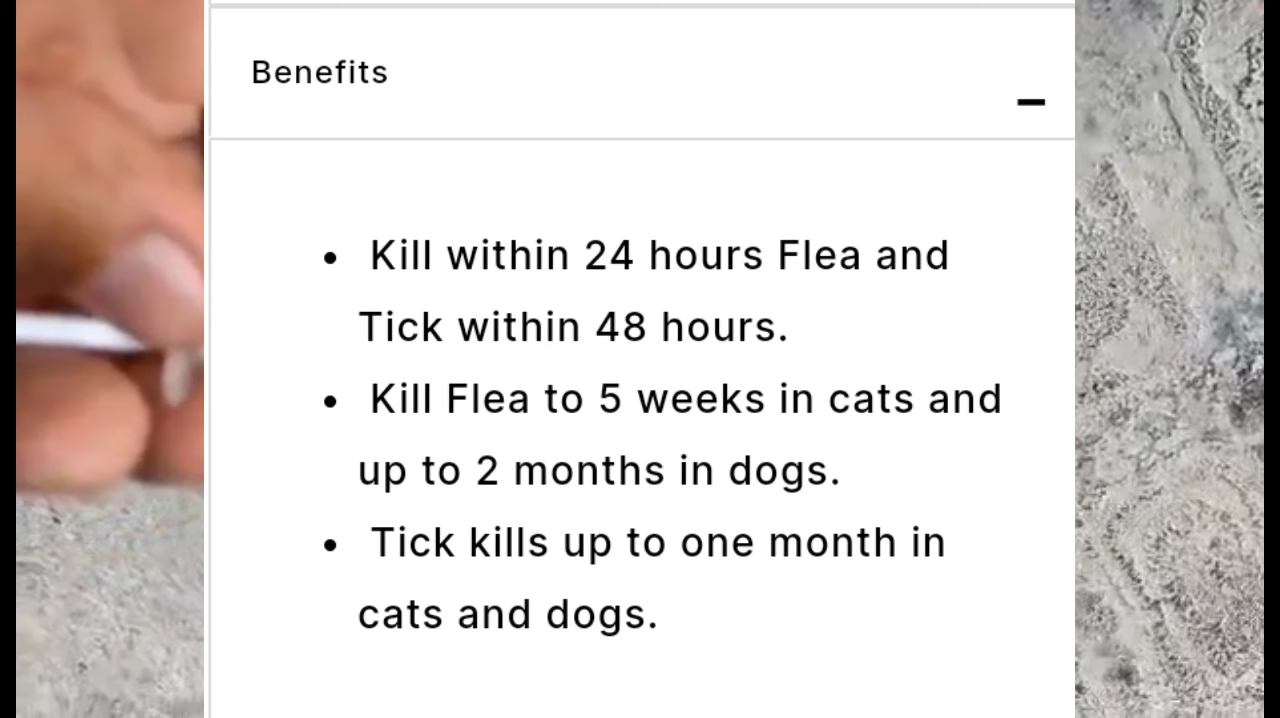 Benefits
• Kill within 24 hours Flea and
Tick within 48 hours.
• Kill Flea to 5 weeks in cats and
up to 2 months in dogs.
• Tick kills up to one month in
cats and dogs.